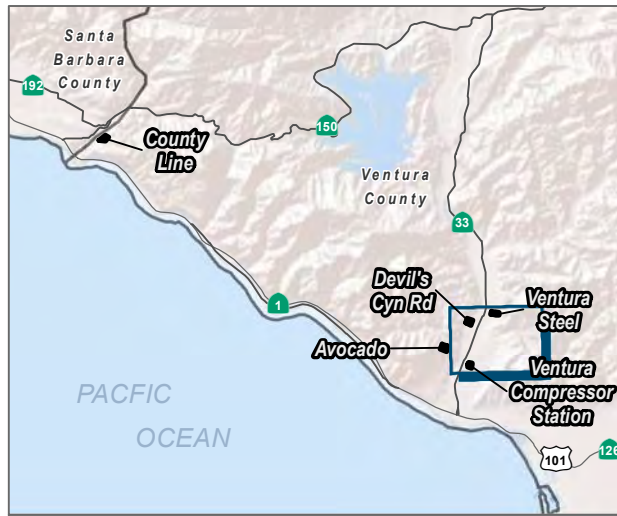 Santa
Barbara
County
192
County
Line
150
Ventura
County
33
Devil's
Cyn Rd
Ventura
Steel
1
Avocado
Ventura
Compressor
Station
PACFIC
OCEAN
101
126